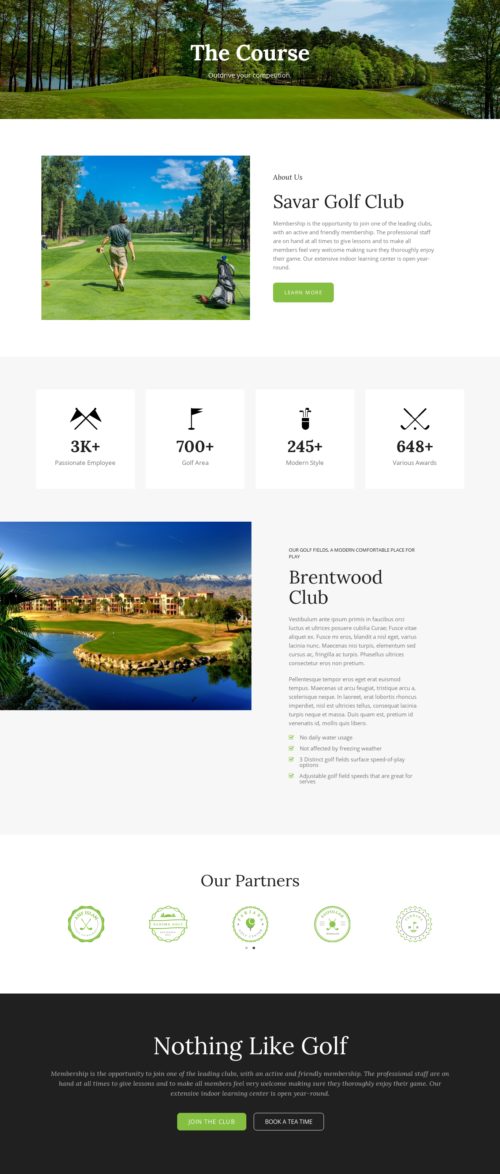 The Course
Outdrive your competition.
About Us
Savar Golf Club
Membership is the opportunity to join one of the leading clubs,
with an active and friendly membership. The professional staff
are on hand at all times to give lessons and to make all
members feel very welcome making sure they thoroughly enjoy
their game. Our extensive indoor learning center is open year-
round.
LEARN MORE
3K+
Passionate Employee
700+
Golf Area
245+
Modern Style
648+
Various Awards
OUR GOLF FIELDS, A MODERN COMFORTABLE PLACE FOR
PLAY
Brentwood
Club
Vestibulum ante ipsum primis in faucibus orci
luctus et ultrices posuere cubilia Curae; Fusce vitae
aliquet ex. Fusce mi eros, blandit a nisl eget, varius
lacinia nunc. Maecenas nisi turpis, elementum sed
cursus ac, fringilla ac turpis. Phasellus ultrices
consectetur eros non pretium.
Pellentesque tempor eros eget erat euismod
tempus. Maecenas ut arcu feugiat, tristique arcu a,
scelerisque neque. In laoreet, erat lobortis rhoncus
imperdiet, nisl est ultricies tellus, consequat lacinia
turpis neque et massa. Duis quam est, pretium id
venenatis id, mollis quis libero.
No daily water usage
Not affected by freezing weather
3 Distinct golf fields surface speed-of-play
options
Adjustable golf field speeds that are great for
serves
Our Partners
Nothing Like Golf
Membership is the opportunity to join one of the leading clubs, with an active and friendly membership. The professional staff are on
hand at all times to give lessons and to make all members feel very welcome making sure they thoroughly enjoy their game. Our
extensive indoor learning center is open year-round.
JOIN THE CLUB
BOOK A TEA TIME